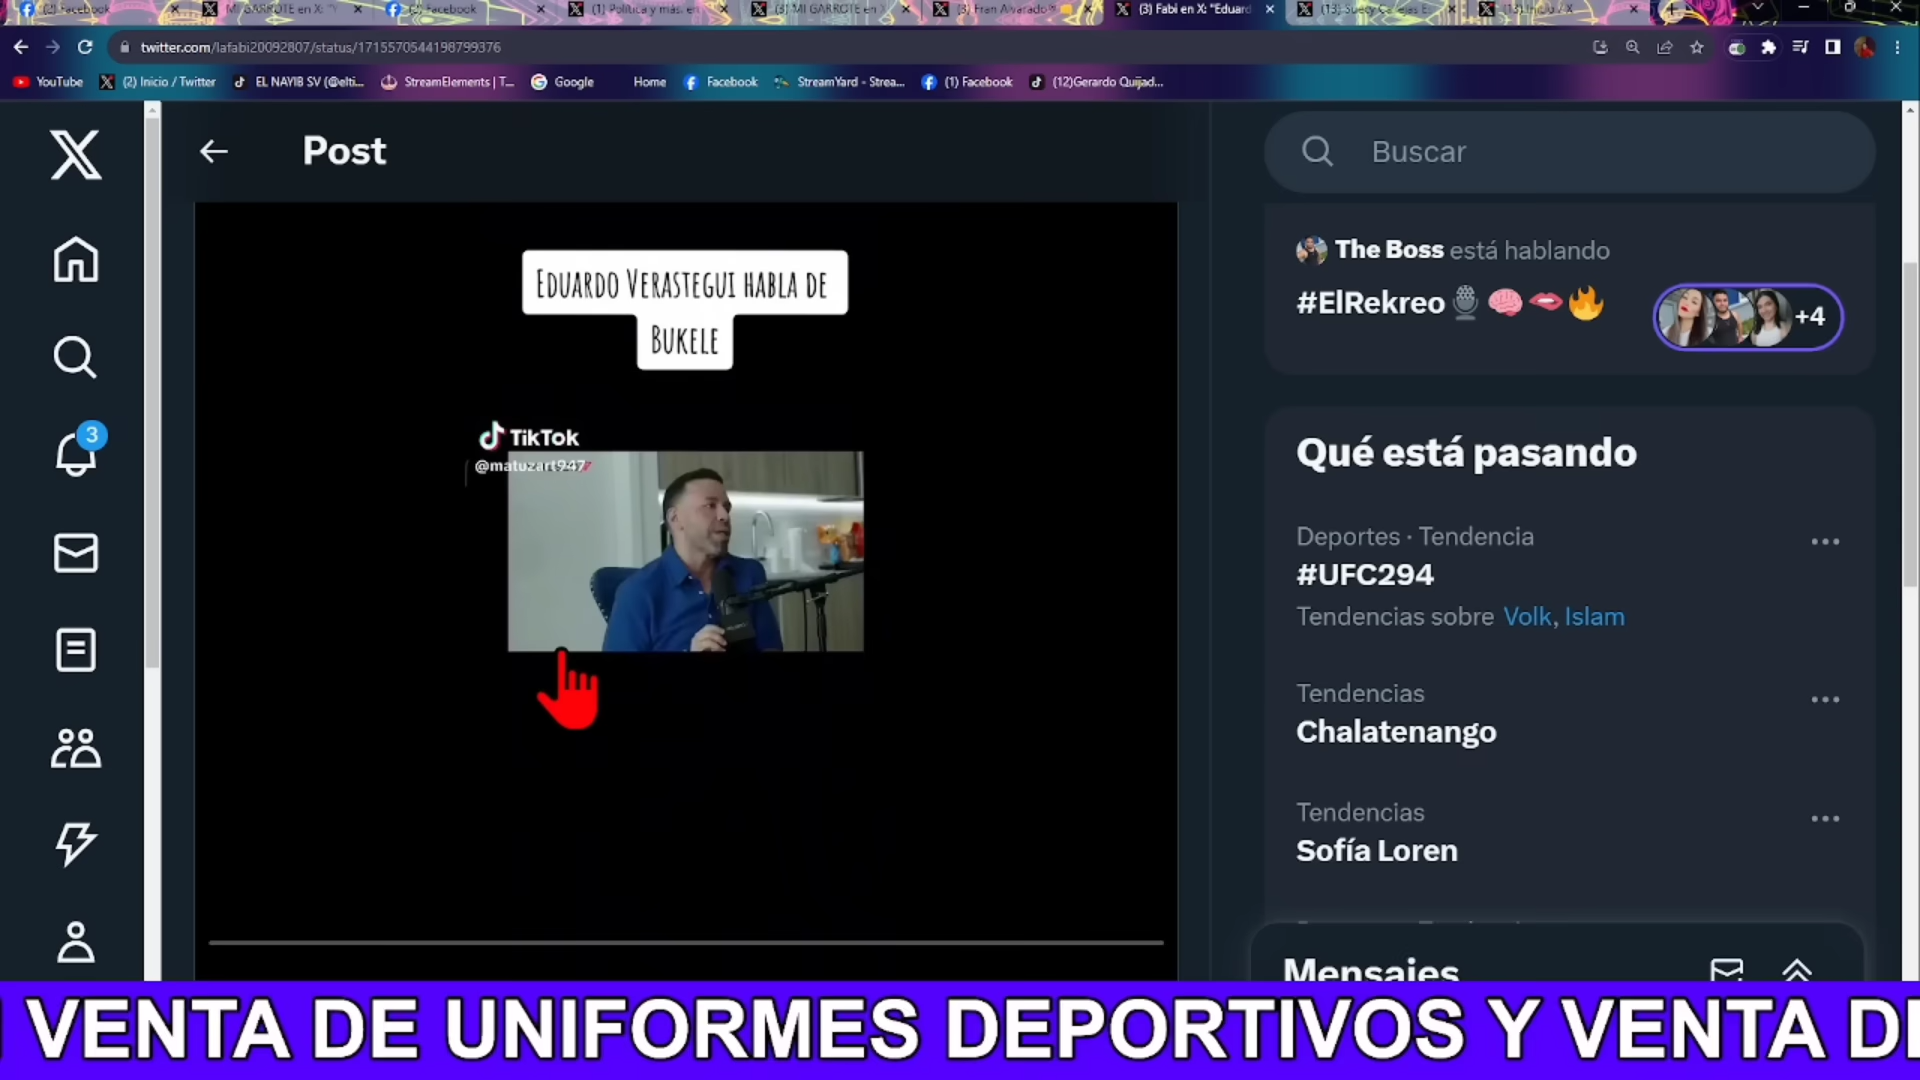 (2) Facebook
MI GARROTE en X: "Y
(2) Facebook
(1) Política y más. en
(3) MI GARROTE en X
(3) Fran Alvarado
(3) Fabi en X: "Eduard
(13) Inicio / X
twitter.com/lafabi20092807/status/1715570544198799376
YouTube
(2) Inicio / Twitter
EL NAYIB SV (@elti...
StreamElements | T...
Google
Home
Facebook
StreamYard - Strea...
(1) Facebook
(12)Gerardo Quijad...
Post
Buscar
EDUARDO VERASTEGUI HABLA DE
BUKELE
TikTok
@matuzart947
The Boss está hablando
#ElRekreo
+4
3
Qué está pasando
Deportes · Tendencia
#UFC294
Tendencias sobre Volk, Islam
Tendencias
Chalatenango
Tendencias
Sofía Loren
Mensajes
VENTA DE UNIFORMES DEPORTIVOS Y VENTA DE